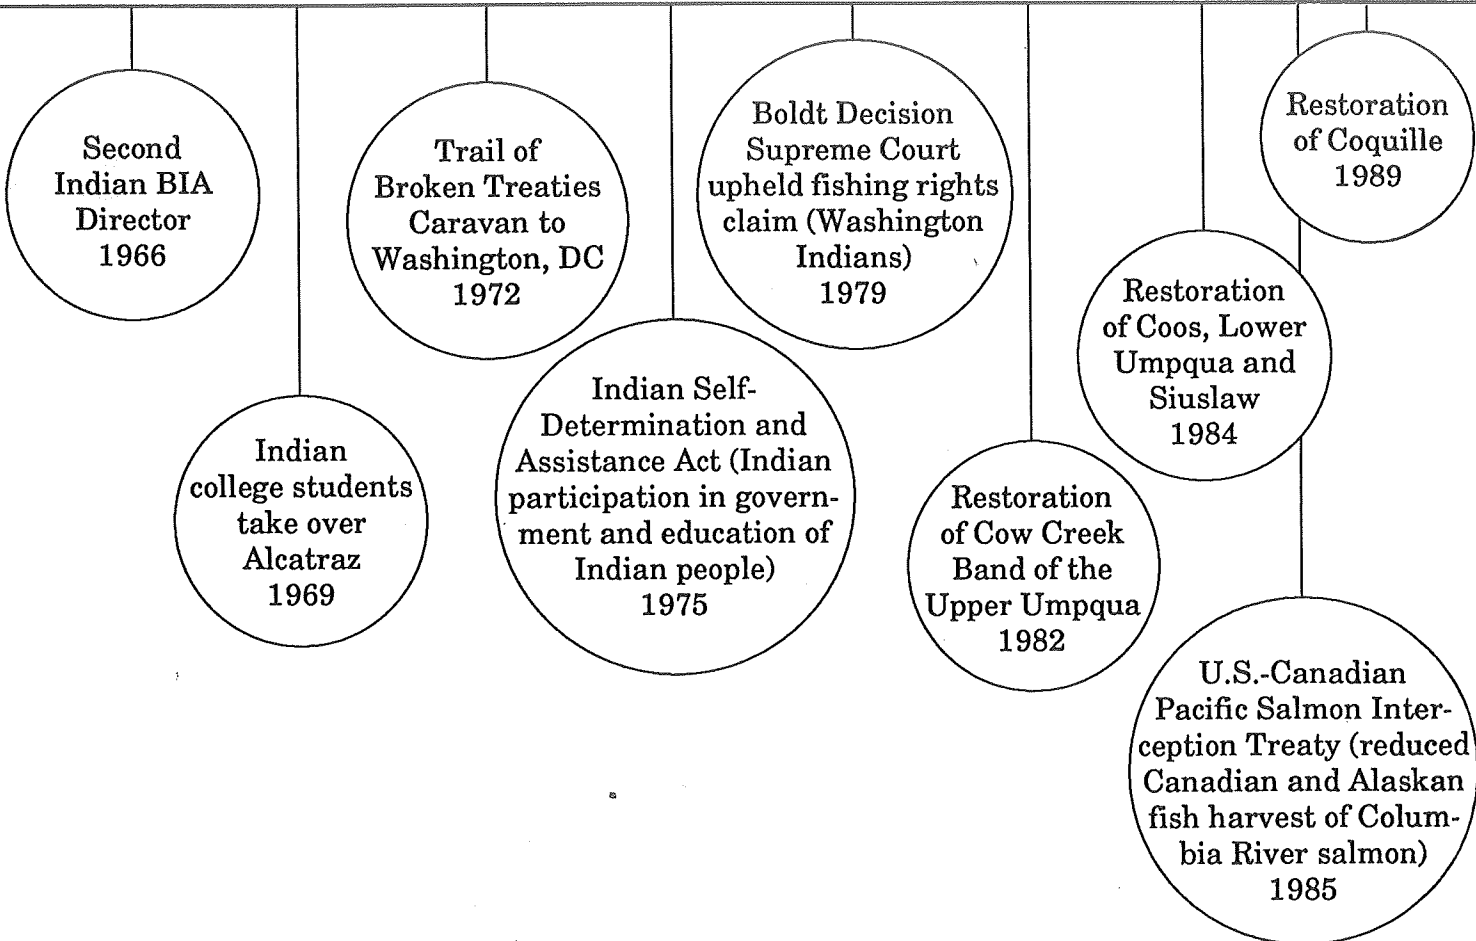 Second
Indian BIA
Director
1966
Indian
college students
take over
Alcatraz
1969
Trail of
Broken Treaties
Caravan to
Washington, DC
1972
Indian Self-
Determination and
Assistance Act (Indian
participation in govern-
ment and education of
Indian people)
1975
Boldt Decision
Supreme Court
upheld fishing rights
claim (Washington
Indians)
1979
Restoration
of Cow Creek
Band of the
Upper Umpqua
1982
Restoration
of Coos, Lower
Umpqua and
Siuslaw
1984
U.S.-Canadian
Pacific Salmon Inter-
ception Treaty (reduced
Canadian and Alaskan
fish harvest of Colum-
bia River salmon)
1985
Restoration
of Coquille
1989